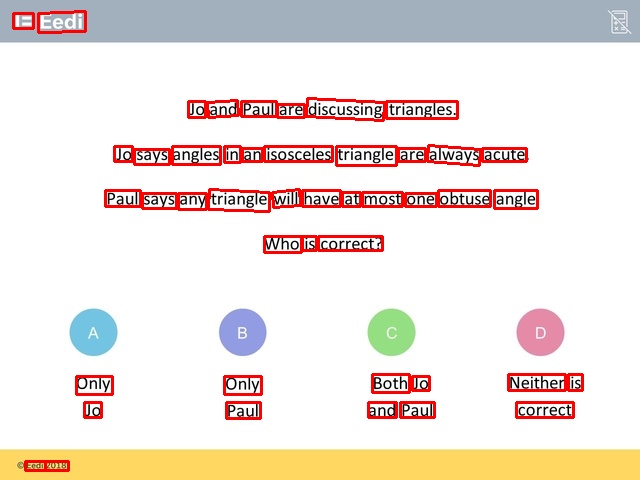 Eedi
Jo and Paul are discussing triangles.
Jo says angles in an isosceles triangle are always acute.
Paul says any triangle will have at most one obtuse angle
Who is correct?
A
B
C
D
Only
Jo
Only
Paul
Both Jo
and Paul
Neither is
correct
© Eedi 2018